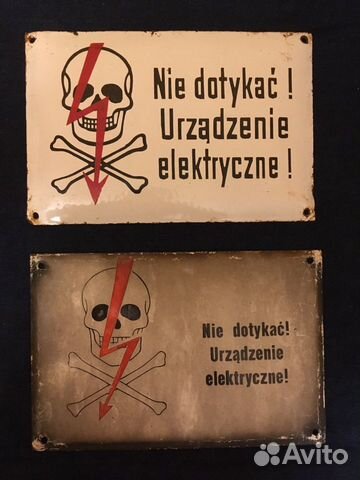 Nie dotykać !
Urządzenie
elektryczne !
Nie dotykać!
Urządzenie
elektryczne!
Avito